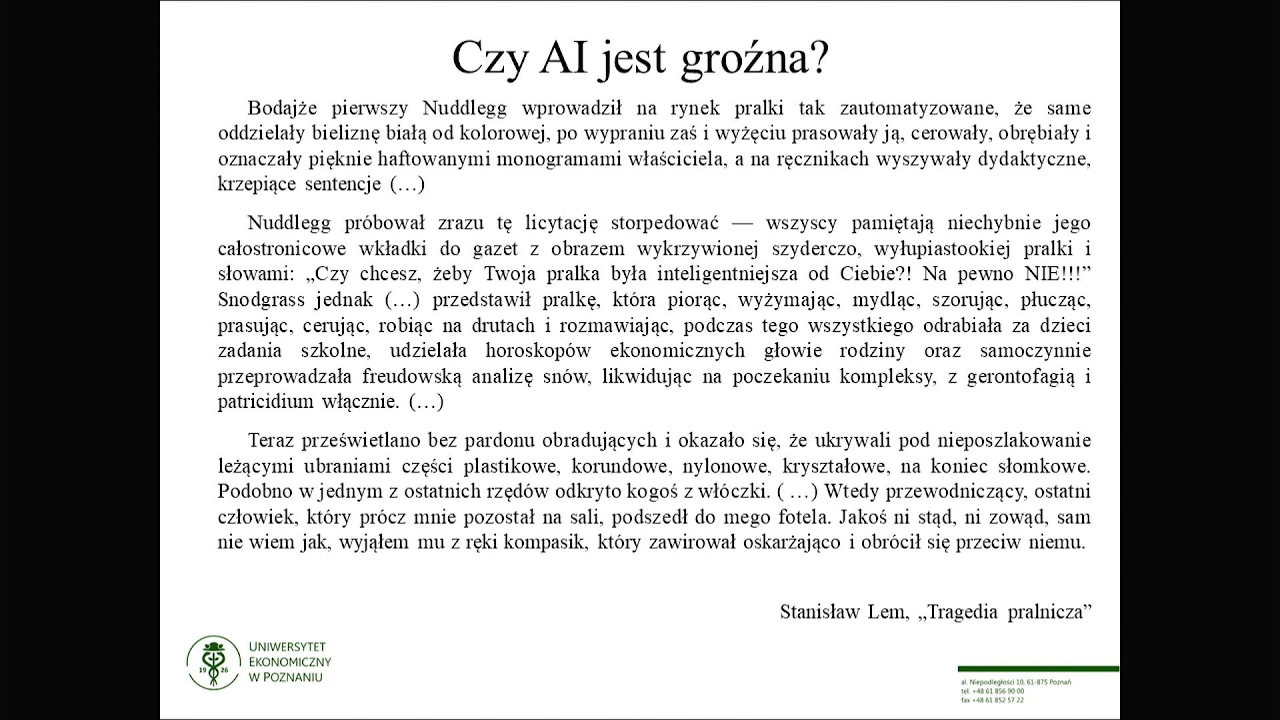 Czy AI jest groźna?
Bodajże pierwszy Nuddlegg wprowadził na rynek pralki tak zautomatyzowane, że same
oddzielały bieliznę białą od kolorowej, po wypraniu zaś i wyżęciu prasowały ją, cerowały, obrębiały i
oznaczały pięknie haftowanymi monogramami właściciela, a na ręcznikach wyszywały dydaktyczne,
krzepiące sentencje (…)
Nuddlegg próbował zrazu tę licytację storpedować — wszyscy pamiętają niechybnie jego
całostronicowe wkładki do gazet z obrazem wykrzywionej szyderczo, wyłupiastookiej pralki i
słowami: „Czy chcesz, żeby Twoja pralka była inteligentniejsza od Ciebie?! Na pewno NIE!!!”
Snodgrass jednak (…) przedstawił pralkę, która piorąc, wyżymając, mydląc, szorując, płucząc,
prasując, cerując, robiąc na drutach i rozmawiając, podczas tego wszystkiego odrabiała za dzieci
zadania szkolne, udzielała horoskopów ekonomicznych głowie rodziny oraz samoczynnie
przeprowadzała freudowską analizę snów, likwidując na poczekaniu kompleksy, z gerontofagią i
patricidium włącznie. (…)
Teraz prześwietlano bez pardonu obradujących i okazało się, że ukrywali pod nieposzlakowanie
leżącymi ubraniami części plastikowe, korundowe, nylonowe, kryształowe, na koniec słomkowe.
Podobno w jednym z ostatnich rzędów odkryto kogoś z włóczki. ( …) Wtedy przewodniczący, ostatni
człowiek, który prócz mnie pozostał na sali, podszedł do mego fotela. Jakoś ni stąd, ni zowąd, sam
nie wiem jak, wyjąłem mu z ręki kompasik, który zawirował oskarżająco i obrócił się przeciw niemu.
Stanisław Lem, „Tragedia pralnicza”
19 26
UNIWERSYTET
EKONOMICZNY
W POZNANIU
al. Niepodległości 10, 61-875 Poznań
tel. +48 61 856 90 00
fax +48 61 852 57 22